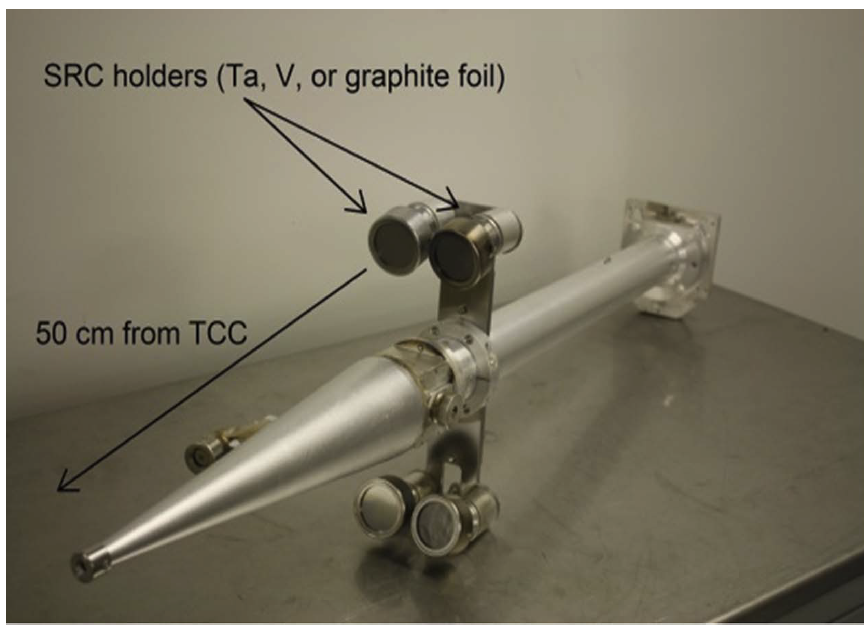 SRC holders (Ta, V, or graphite foil)
50 cm from TCC